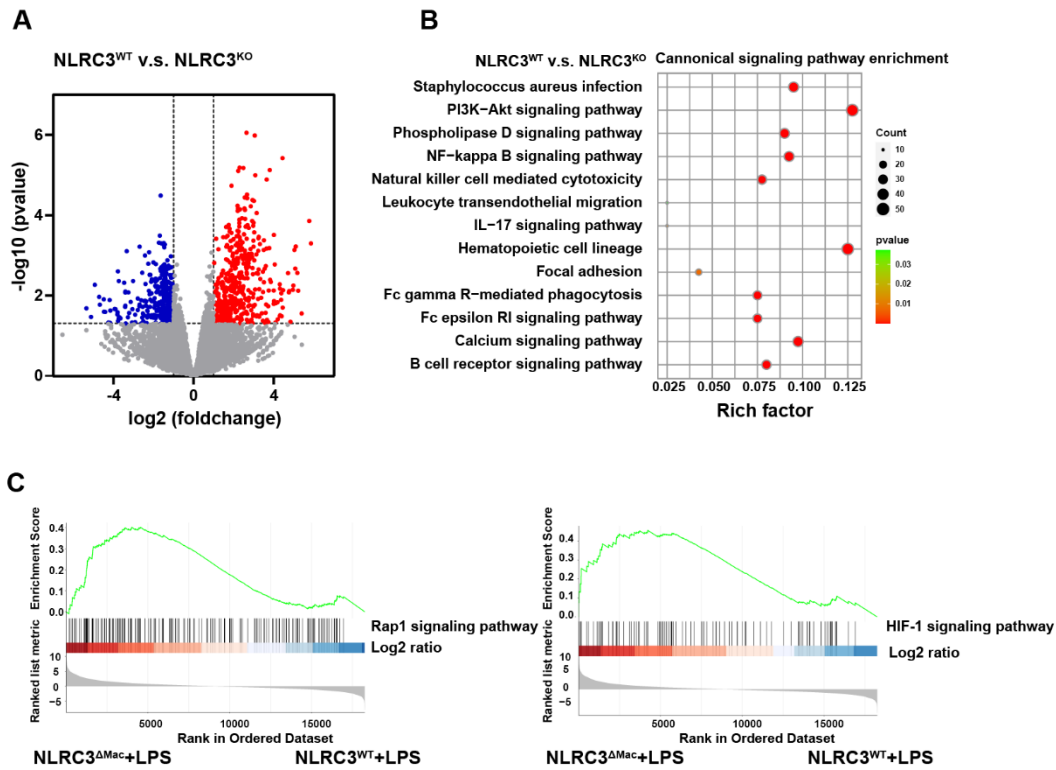 A
NLRC3WT v.s. NLRC3KO
-log10 (pvalue)
6
4
2
0
-4
0
4
log2 (foldchange)
B
NLRC3WT v.s. NLRC3KO
Cannonical signaling pathway enrichment
Staphylococcus aureus infection
PI3K−Akt signaling pathway
Phospholipase D signaling pathway
NF−kappa B signaling pathway
Natural killer cell mediated cytotoxicity
Leukocyte transendothelial migration
IL−17 signaling pathway
Hematopoietic cell lineage
Focal adhesion
Fc gamma R−mediated phagocytosis
Fc epsilon RI signaling pathway
Calcium signaling pathway
B cell receptor signaling pathway
0.025
0.050
0.075
0.100
0.125
Rich factor
Count
10
20
30
40
50
pvalue
0.03
0.02
0.01
C
Enrichment Score
0.4
0.3
0.2
0.1
0.0
Rap1 signaling pathway
Log2 ratio
Ranked list metric
10
5
0
−5
5000
10000
15000
Rank in Ordered Dataset
NLRC3ΔMac+LPS
NLRC3WT+LPS
Enrichment Score
0.4
0.3
0.2
0.1
0.0
HIF-1 signaling pathway
Log2 ratio
Ranked list metric
10
5
0
−5
5000
10000
15000
Rank in Ordered Dataset
NLRC3ΔMac+LPS
NLRC3WT+LPS